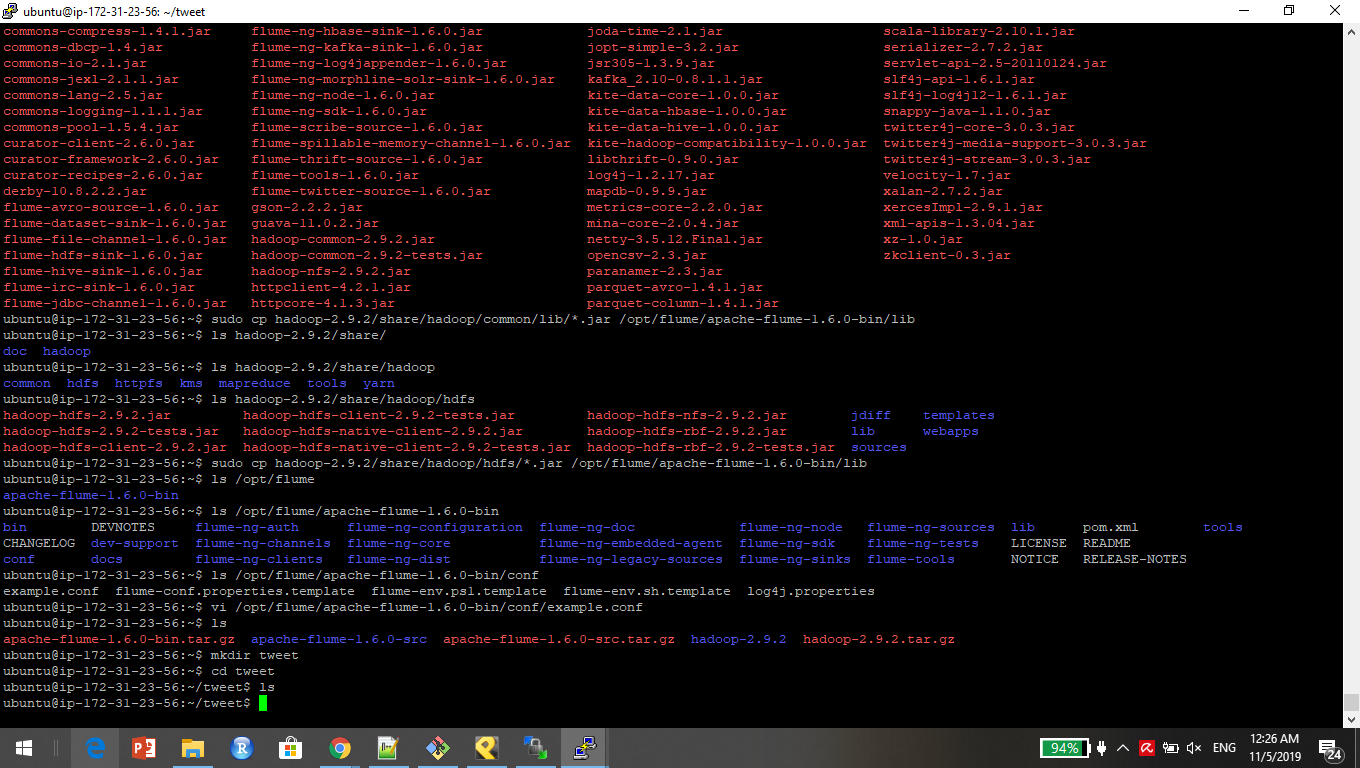 ubuntu@ip-172-31-23-56: ~/tweet
commons-compress-1.4.1.jar flume-ng-hbase-sink-1.6.0.jar joda-time-2.1.jar scala-library-2.10.1.jar
commons-dbcp-1.4.jar flume-ng-kafka-sink-1.6.0.jar jopt-simple-3.2.jar serializer-2.7.2.jar
commons-io-2.1.jar flume-ng-log4jappender-1.6.0.jar jsr305-1.3.9.jar servlet-api-2.5-20110124.jar
commons-jexl-2.1.1.jar flume-ng-morphline-solr-sink-1.6.0.jar kafka_2.10-0.8.1.1.jar slf4j-api-1.6.1.jar
commons-lang-2.5.jar flume-ng-node-1.6.0.jar kite-data-core-1.0.0.jar slf4j-log4j12-1.6.1.jar
commons-logging-1.1.1.jar flume-ng-sdk-1.6.0.jar kite-data-hbase-1.0.0.jar snappy-java-1.1.0.jar
commons-pool-1.5.4.jar flume-scribe-source-1.6.0.jar kite-data-hive-1.0.0.jar twitter4j-core-3.0.3.jar
curator-client-2.6.0.jar flume-spillable-memory-channel-1.6.0.jar kite-hadoop-compatibility-1.0.0.jar twitter4j-media-support-3.0.3.jar
curator-framework-2.6.0.jar flume-thrift-source-1.6.0.jar libthrift-0.9.0.jar twitter4j-stream-3.0.3.jar
curator-recipes-2.6.0.jar flume-tools-1.6.0.jar log4j-1.2.17.jar velocity-1.7.jar
derby-10.8.2.2.jar flume-twitter-source-1.6.0.jar mapdb-0.9.9.jar xalan-2.7.2.jar
flume-avro-source-1.6.0.jar gson-2.2.2.jar metrics-core-2.2.0.jar xercesImpl-2.9.1.jar
flume-dataset-sink-1.6.0.jar guava-11.0.2.jar mina-core-2.0.4.jar xml-apis-1.3.04.jar
flume-file-channel-1.6.0.jar hadoop-common-2.9.2.jar netty-3.5.12.Final.jar xz-1.0.jar
flume-hdfs-sink-1.6.0.jar hadoop-common-2.9.2-tests.jar opencsv-2.3.jar zkclient-0.3.jar
flume-hive-sink-1.6.0.jar hadoop-nfs-2.9.2.jar paranamer-2.3.jar
flume-irc-sink-1.6.0.jar httpclient-4.2.1.jar parquet-avro-1.4.1.jar
flume-jdbc-channel-1.6.0.jar httpcore-4.1.3.jar parquet-column-1.4.1.jar
ubuntu@ip-172-31-23-56:~$ sudo cp hadoop-2.9.2/share/hadoop/common/lib/*.jar /opt/flume/apache-flume-1.6.0-bin/lib
ubuntu@ip-172-31-23-56:~$ ls hadoop-2.9.2/share/
doc hadoop
ubuntu@ip-172-31-23-56:~$ ls hadoop-2.9.2/share/hadoop
common hdfs httpfs kms mapreduce tools yarn
ubuntu@ip-172-31-23-56:~$ ls hadoop-2.9.2/share/hadoop/hdfs
hadoop-hdfs-2.9.2.jar hadoop-hdfs-client-2.9.2-tests.jar hadoop-hdfs-nfs-2.9.2.jar jdiff templates
hadoop-hdfs-2.9.2-tests.jar hadoop-hdfs-native-client-2.9.2.jar hadoop-hdfs-rbf-2.9.2.jar lib webapps
hadoop-hdfs-client-2.9.2.jar hadoop-hdfs-native-client-2.9.2-tests.jar hadoop-hdfs-rbf-2.9.2-tests.jar sources
ubuntu@ip-172-31-23-56:~$ sudo cp hadoop-2.9.2/share/hadoop/hdfs/*.jar /opt/flume/apache-flume-1.6.0-bin/lib
ubuntu@ip-172-31-23-56:~$ ls /opt/flume
apache-flume-1.6.0-bin
ubuntu@ip-172-31-23-56:~$ ls /opt/flume/apache-flume-1.6.0-bin
bin DEVNOTES flume-ng-auth flume-ng-configuration flume-ng-doc flume-ng-node flume-ng-sources lib pom.xml tools
CHANGELOG dev-support flume-ng-channels flume-ng-core flume-ng-embedded-agent flume-ng-sdk flume-ng-tests LICENSE README
conf docs flume-ng-clients flume-ng-dist flume-ng-legacy-sources flume-ng-sinks flume-tools NOTICE RELEASE-NOTES
ubuntu@ip-172-31-23-56:~$ ls /opt/flume/apache-flume-1.6.0-bin/conf
example.conf flume-conf.properties.template flume-env.ps1.template flume-env.sh.template log4j.properties
ubuntu@ip-172-31-23-56:~$ vi /opt/flume/apache-flume-1.6.0-bin/conf/example.conf
ubuntu@ip-172-31-23-56:~$ ls
apache-flume-1.6.0-bin.tar.gz apache-flume-1.6.0-src apache-flume-1.6.0-src.tar.gz hadoop-2.9.2 hadoop-2.9.2.tar.gz
ubuntu@ip-172-31-23-56:~$ mkdir tweet
ubuntu@ip-172-31-23-56:~$ cd tweet
ubuntu@ip-172-31-23-56:~/tweet$ ls
ubuntu@ip-172-31-23-56:~/tweet$
94% ENG 12:26 AM
11/5/2019 24